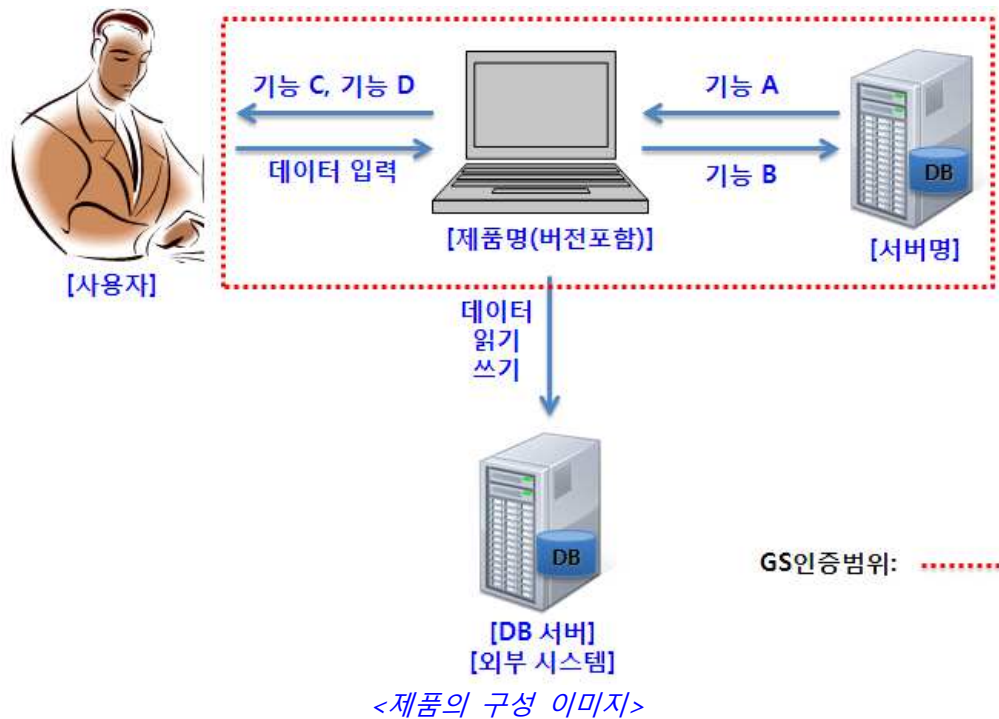 기능 C, 기능 D
기능 A
데이터 입력
기능 B
DB
[제품명(버전포함)]
[서버명]
[사용자]
데이터
읽기
쓰기
DB
GS인증범위:
[DB 서버]
[외부 시스템]
<제품의 구성 이미지>